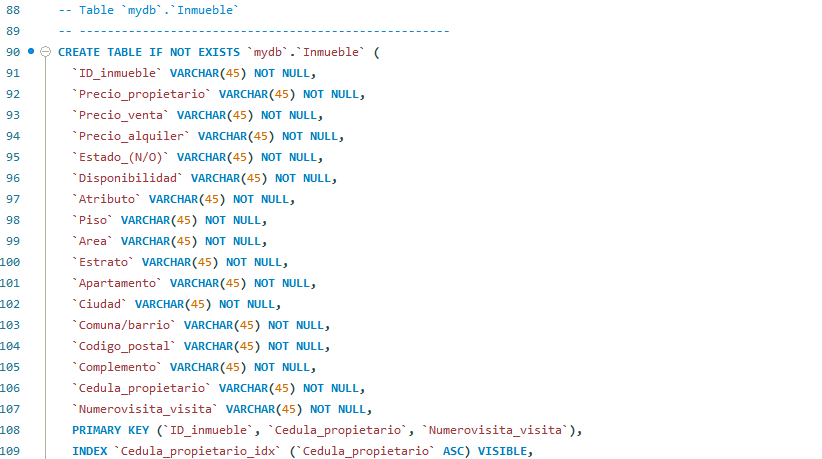 88 -- Table `mydb`.`Inmueble`
89 -- -----------------------------------------------------
90 CREATE TABLE IF NOT EXISTS `mydb`.`Inmueble` (
91 `ID_inmueble` VARCHAR(45) NOT NULL,
92 `Precio_propietario` VARCHAR(45) NOT NULL,
93 `Precio_venta` VARCHAR(45) NOT NULL,
94 `Precio_alquiler` VARCHAR(45) NOT NULL,
95 `Estado_(N/O)` VARCHAR(45) NOT NULL,
96 `Disponibilidad` VARCHAR(45) NOT NULL,
97 `Atributo` VARCHAR(45) NOT NULL,
98 `Piso` VARCHAR(45) NOT NULL,
99 `Area` VARCHAR(45) NOT NULL,
100 `Estrato` VARCHAR(45) NOT NULL,
101 `Apartamento` VARCHAR(45) NOT NULL,
102 `Ciudad` VARCHAR(45) NOT NULL,
103 `Comuna/barrio` VARCHAR(45) NOT NULL,
104 `Codigo_postal` VARCHAR(45) NOT NULL,
105 `Complemento` VARCHAR(45) NOT NULL,
106 `Cedula_propietario` VARCHAR(45) NOT NULL,
107 `Numerovisita_visita` VARCHAR(45) NOT NULL,
108 PRIMARY KEY (`ID_inmueble`, `Cedula_propietario`, `Numerovisita_visita`),
109 INDEX `Cedula_propietario_idx` (`Cedula_propietario` ASC) VISIBLE,